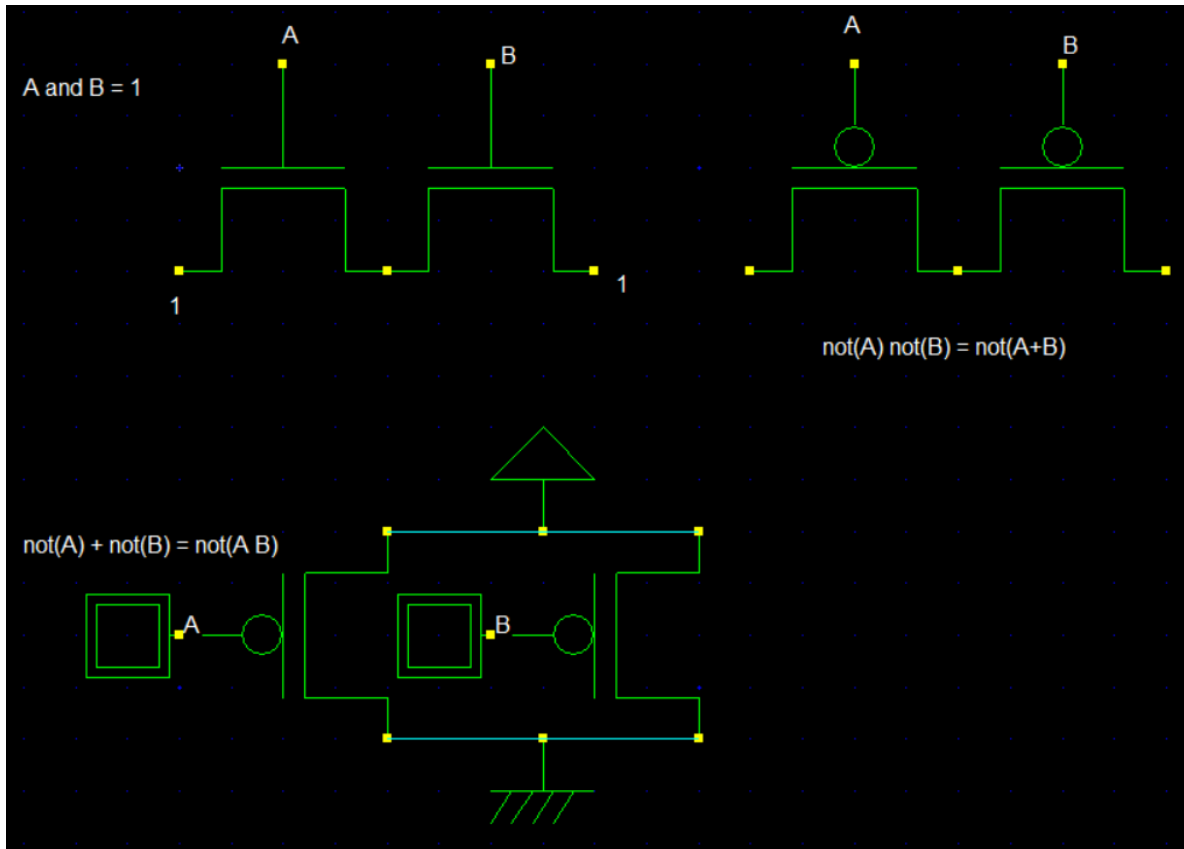 A
B
A and B = 1
1
1
A
B
not(A) not(B) = not(A+B)
not(A) + not(B) = not(A B)
A
B